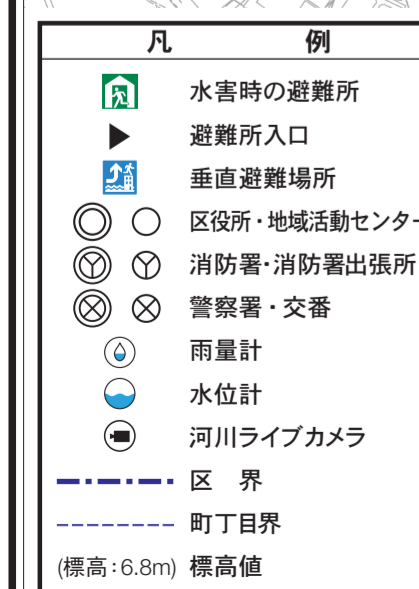 凡 例
水害時の避難所
避難所入口
垂直避難場所
区役所・地域活動センター
消防署・消防署出張所
警察署・交番
雨量計
水位計
河川ライブカメラ
区 界
町丁目界
(標高:6.8m) 標高値